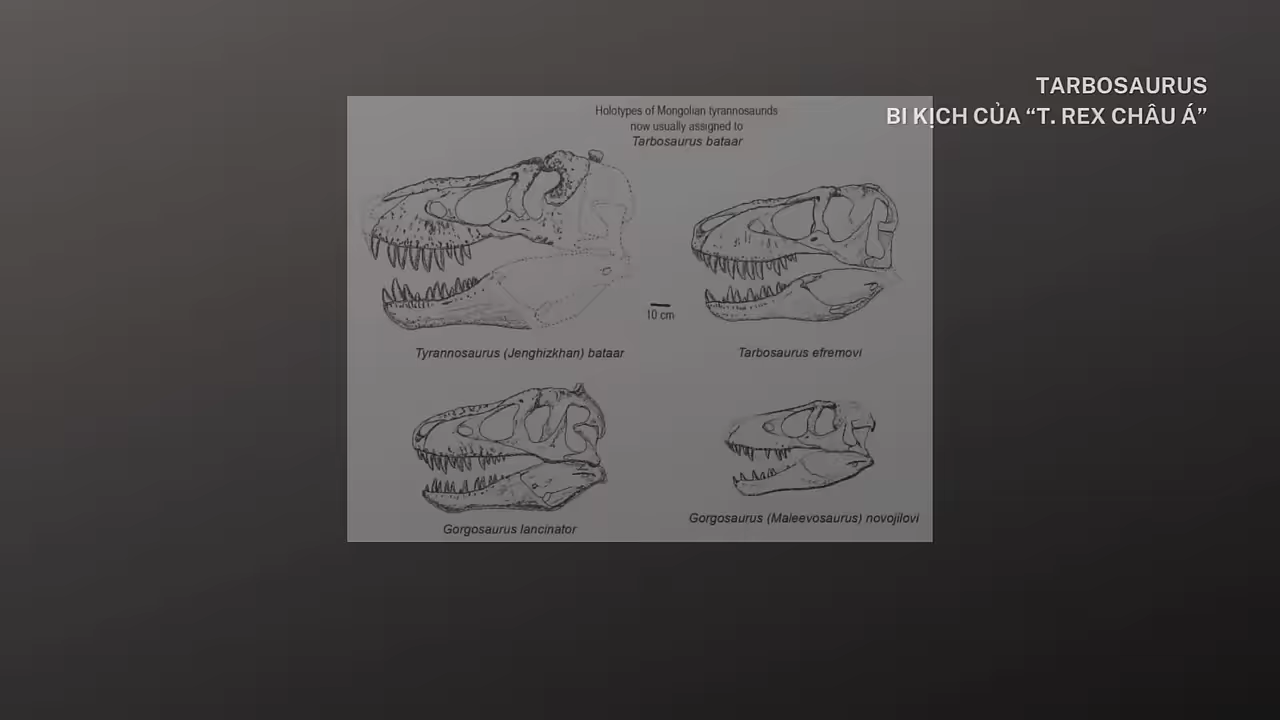 TARBOSAURUS
BI KỊCH CỦA “T. REX CHÂU Á”
Holotypes of Mongolian tyrannosaurids
now usually assigned to
Tarbosaurus bataar
10 cm
Tyrannosaurus (Jenghizkhan) bataar
Tarbosaurus efremovi
Gorgosaurus lancinator
Gorgosaurus (Maleevosaurus) novojilovi